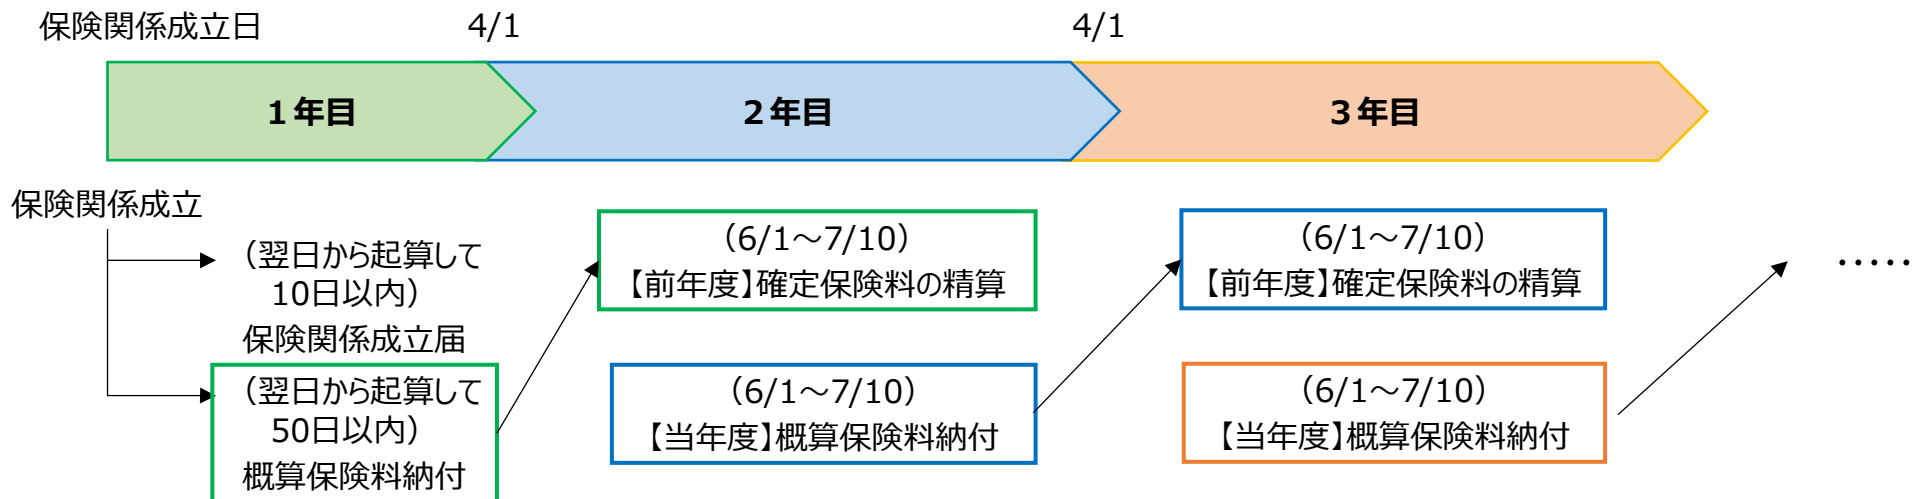 保険関係成立日
4/1
4/1
１年目
２年目
３年目
保険関係成立
（翌日から起算して
10日以内）
保険関係成立届
（翌日から起算して
50日以内）
概算保険料納付
（6/1～7/10）
【前年度】確定保険料の精算
（6/1～7/10）
【当年度】概算保険料納付
（6/1～7/10）
【前年度】確定保険料の精算
（6/1～7/10）
【当年度】概算保険料納付
・・・・・